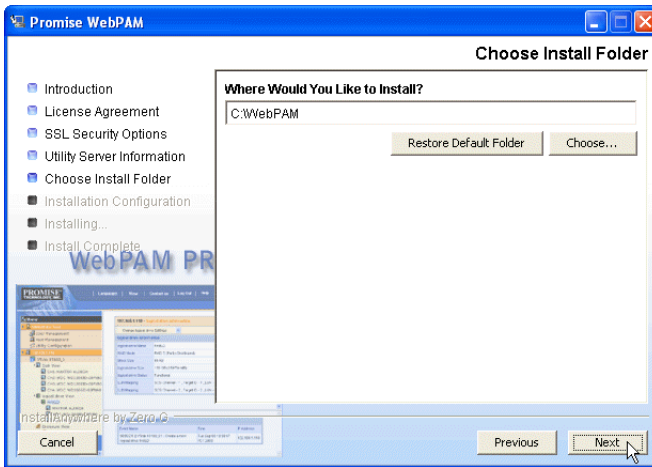 Promise WebPAM
Choose Install Folder
Introduction
License Agreement
SSL Security Options
Utility Server Information
Choose Install Folder
Installation Configuration
Installing...
Install Complete
Where Would You Like to Install?
C:\WebPAM
Restore Default Folder
Choose...
WebPAM PR
PROMISE
InstallAnywhere by Zero G
Cancel
Previous
Next